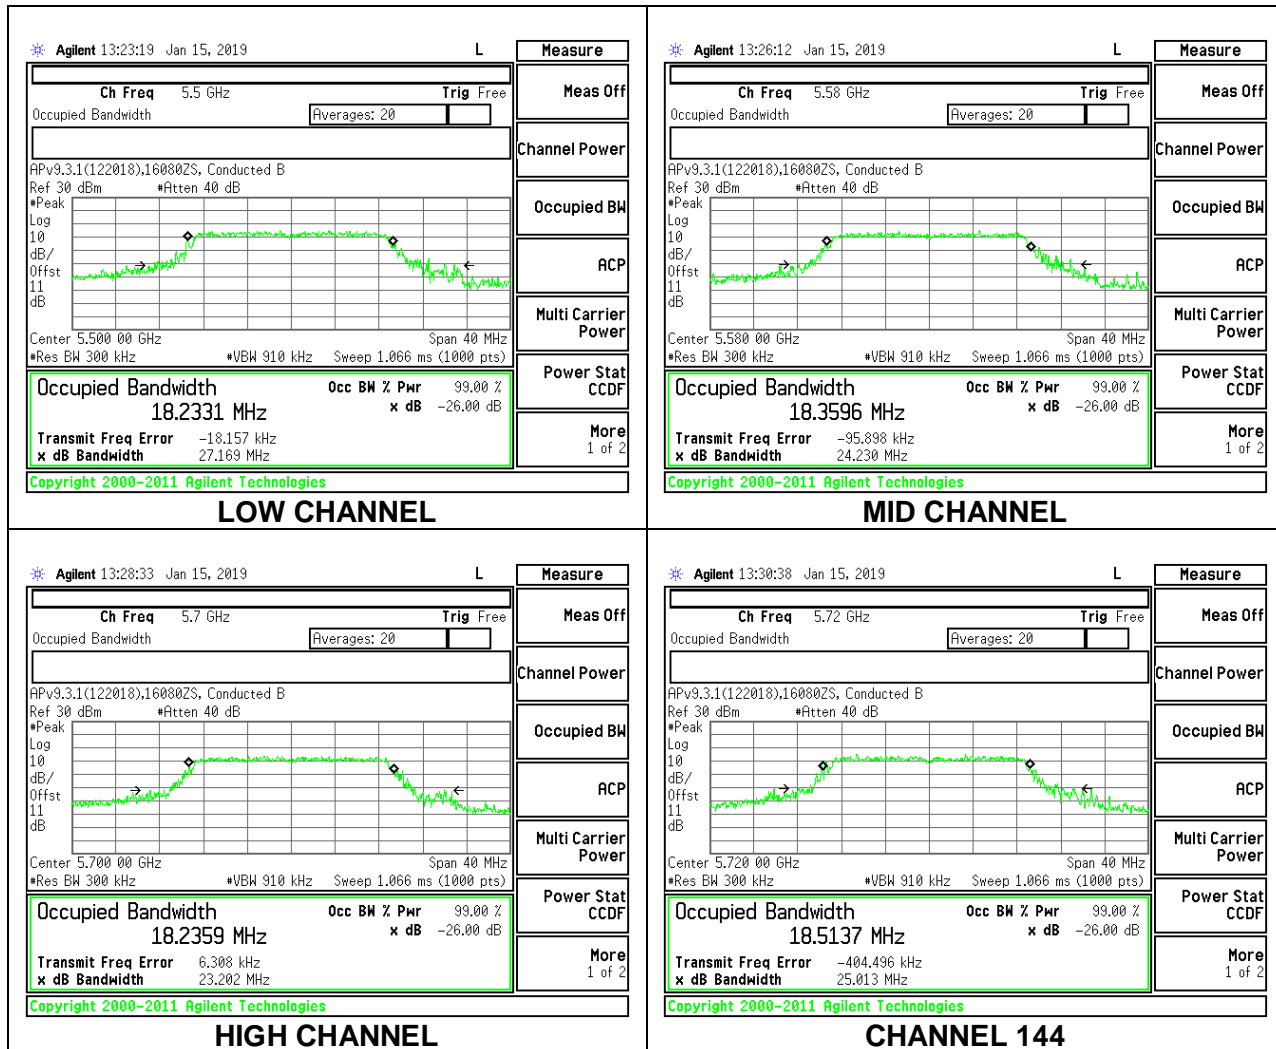 Agilent 13:23:19 Jan 15, 2019 L Measure
Ch Freq 5.5 GHz Trig Free
Occupied Bandwidth Averages: 20
Meas Off
Channel Power
APv9.3.1(122018),16080ZS, Conducted B
Ref 30 dBm #Atten 40 dB
#Peak
Log
10
dB/
Offst
11
dB
Occupied BW
ACP
Multi Carrier
Power
Center 5.500 00 GHz Span 40 MHz
#Res BW 300 kHz #VBW 910 kHz Sweep 1.066 ms (1000 pts)
Power Stat
CCDF
Occupied Bandwidth Occ BW % Pwr 99.00 %
18.2331 MHz x dB -26.00 dB
Transmit Freq Error -18.157 kHz
x dB Bandwidth 27.169 MHz
More
1 of 2
Copyright 2000-2011 Agilent Technologies
LOW CHANNEL
Agilent 13:26:12 Jan 15, 2019 L Measure
Ch Freq 5.58 GHz Trig Free
Occupied Bandwidth Averages: 20
Meas Off
Channel Power
APv9.3.1(122018),16080ZS, Conducted B
Ref 30 dBm #Atten 40 dB
#Peak
Log
10
dB/
Offst
11
dB
Occupied BW
ACP
Multi Carrier
Power
Center 5.580 00 GHz Span 40 MHz
#Res BW 300 kHz #VBW 910 kHz Sweep 1.066 ms (1000 pts)
Power Stat
CCDF
Occupied Bandwidth Occ BW % Pwr 99.00 %
18.3596 MHz x dB -26.00 dB
Transmit Freq Error -95.898 kHz
x dB Bandwidth 24.230 MHz
More
1 of 2
Copyright 2000-2011 Agilent Technologies
MID CHANNEL
Agilent 13:28:33 Jan 15, 2019 L Measure
Ch Freq 5.7 GHz Trig Free
Occupied Bandwidth Averages: 20
Meas Off
Channel Power
APv9.3.1(122018),16080ZS, Conducted B
Ref 30 dBm #Atten 40 dB
#Peak
Log
10
dB/
Offst
11
dB
Occupied BW
ACP
Multi Carrier
Power
Center 5.700 00 GHz Span 40 MHz
#Res BW 300 kHz #VBW 910 kHz Sweep 1.066 ms (1000 pts)
Power Stat
CCDF
Occupied Bandwidth Occ BW % Pwr 99.00 %
18.2359 MHz x dB -26.00 dB
Transmit Freq Error 6.308 kHz
x dB Bandwidth 23.202 MHz
More
1 of 2
Copyright 2000-2011 Agilent Technologies
HIGH CHANNEL
Agilent 13:30:38 Jan 15, 2019 L Measure
Ch Freq 5.72 GHz Trig Free
Occupied Bandwidth Averages: 20
Meas Off
Channel Power
APv9.3.1(122018),16080ZS, Conducted B
Ref 30 dBm #Atten 40 dB
#Peak
Log
10
dB/
Offst
11
dB
Occupied BW
ACP
Multi Carrier
Power
Center 5.720 00 GHz Span 40 MHz
#Res BW 300 kHz #VBW 910 kHz Sweep 1.066 ms (1000 pts)
Power Stat
CCDF
Occupied Bandwidth Occ BW % Pwr 99.00 %
18.5137 MHz x dB -26.00 dB
Transmit Freq Error -404.496 kHz
x dB Bandwidth 25.013 MHz
More
1 of 2
Copyright 2000-2011 Agilent Technologies
CHANNEL 144